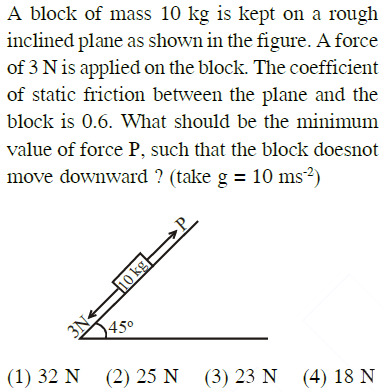 A block of mass 10 kg is kept on a rough
inclined plane as shown in the figure. A force
of 3 N is applied on the block. The coefficient
of static friction between the plane and the
block is 0.6. What should be the minimum
value of force P, such that the block doesnot
move downward ? (take g = 10 ms⁻²)
P
10 kg
3N
45°
(1) 32 N (2) 25 N (3) 23 N (4) 18 N